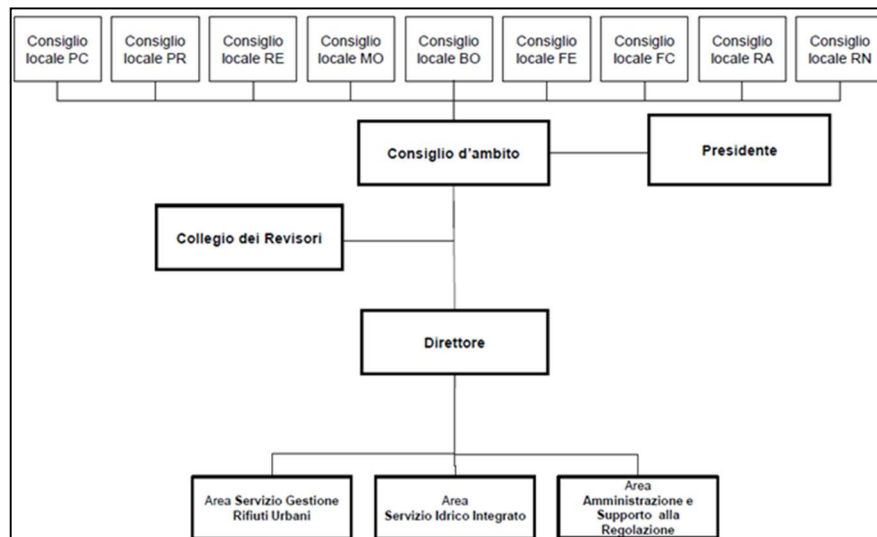 Consiglio
locale PC
Consiglio
locale PR
Consiglio
locale RE
Consiglio
locale MO
Consiglio
locale BO
Consiglio
locale FE
Consiglio
locale FC
Consiglio
locale RA
Consiglio
locale RN
Consiglio d'ambito
Presidente
Collegio dei Revisori
Direttore
Area Servizio Gestione
Rifiuti Urbani
Area
Servizio Idrico Integrato
Area
Amministrazione e
Supporto alla
Regolazione